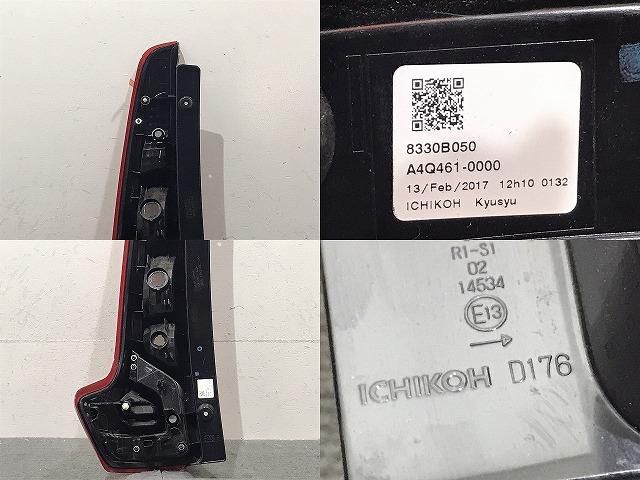 8330B050
A4Q461-0000
13/Feb/2017 12h10 0132
ICHIKOH Kyusyu
R1-S1
02
14534
E13
ICHIKOH D176